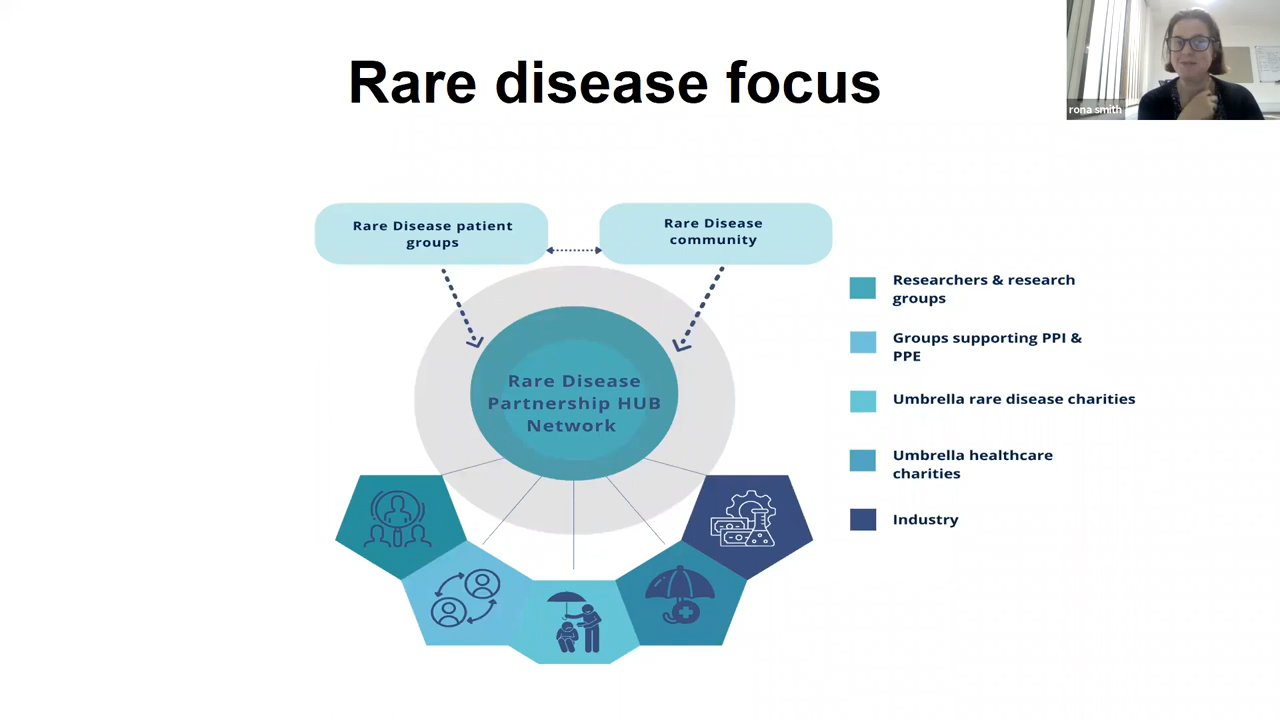 Rare disease focus
rona smith
Rare Disease patient
groups
Rare Disease
community
Rare Disease
Partnership HUB
Network
Researchers & research
groups
Groups supporting PPI &
PPE
Umbrella rare disease charities
Umbrella healthcare
charities
Industry